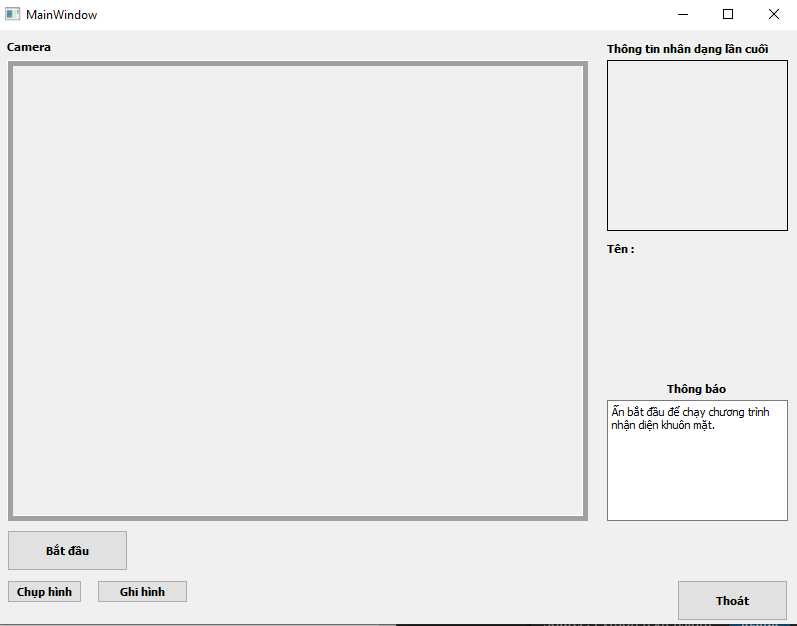 MainWindow
Camera
Thông tin nhân dạng lần cuối
Tên :
Thông báo
Ấn bắt đầu để chạy chương trình
nhận diện khuôn mặt.
Bắt đầu
Chụp hình
Ghi hình
Thoát